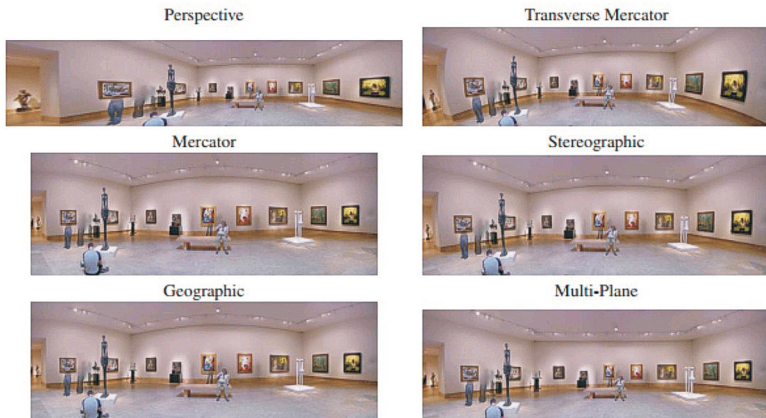 Perspective
Transverse Mercator
Mercator
Stereographic
Geographic
Multi-Plane